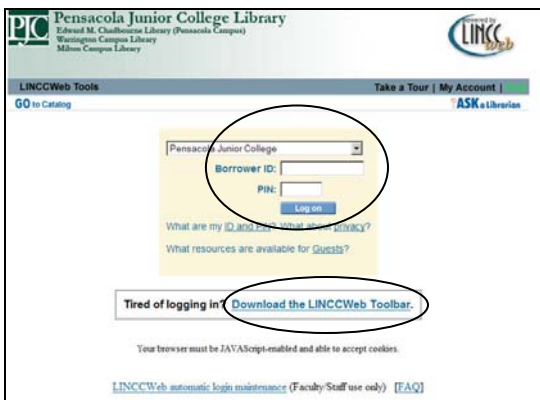 PJC
Pensacola Junior College Library
Edward M. Chadbourne Library (Pensacola Campus)
Warrington Campus Library
Milton Campus Library
powered by
LINCC
Web
LINCCWeb Tools
Take a Tour | My Account |
GO to Catalog
ASK a Librarian
Pensacola Junior College
Borrower ID:
PIN:
Log on
What are my ID and PIN? What about privacy?
What resources are available for Guests?
Tired of logging in? Download the LINCCWeb Toolbar.
Your browser must be JAVAScript-enabled and able to accept cookies.
LINCCWeb automatic login maintenance (Faculty/Staff use only) [FAQ]